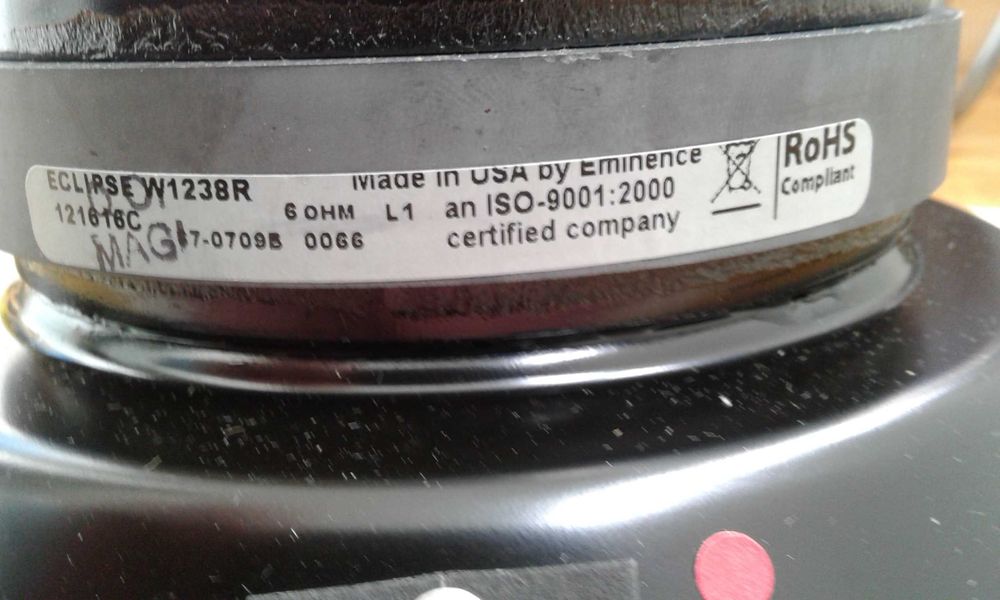 ECLIPSE W1238R
121616C 6 OHM L1
MAG 7-0709B 0066
Made in USA by Eminence
an ISO-9001:2000
certified company
RoHS
Compliant